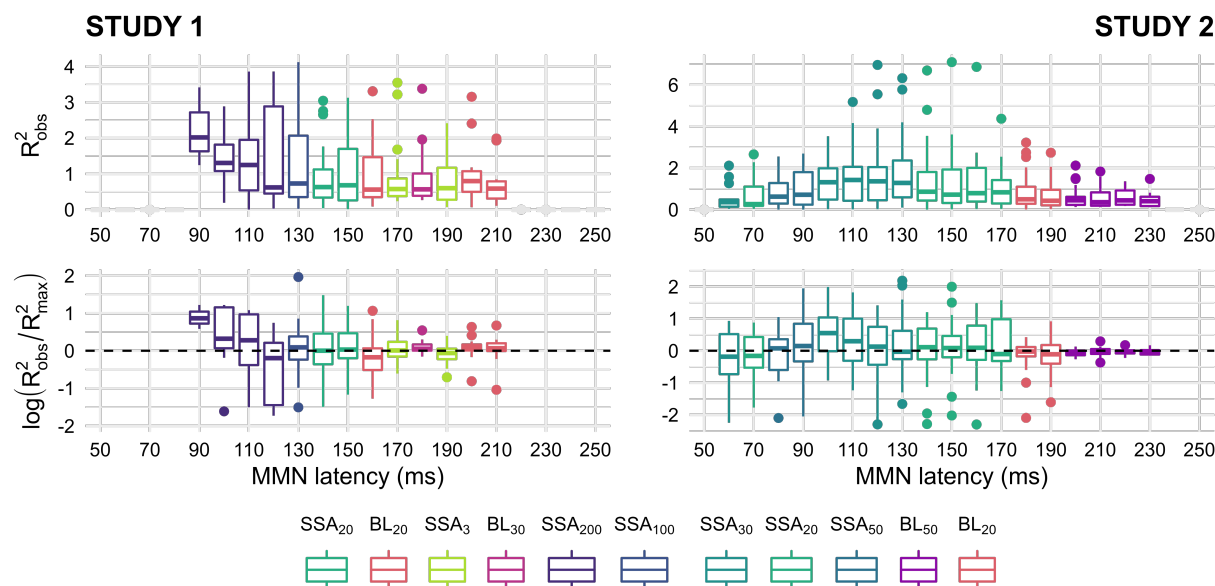 STUDY 1
STUDY 2
R²obs
4
3
2
1
0
50 70 90 110 130 150 170 190 210 230 250
6
4
2
0
50 70 90 110 130 150 170 190 210 230 250
log(R²obs/R²max)
2
1
0
-1
-2
50 70 90 110 130 150 170 190 210 230 250
MMN latency (ms)
2
1
0
-1
-2
50 70 90 110 130 150 170 190 210 230 250
MMN latency (ms)
SSA₂₀ BL₂₀ SSA₃ BL₃₀ SSA₂₀₀ SSA₁₀₀ SSA₃₀ SSA₂₀ SSA₅₀ BL₅₀ BL₂₀